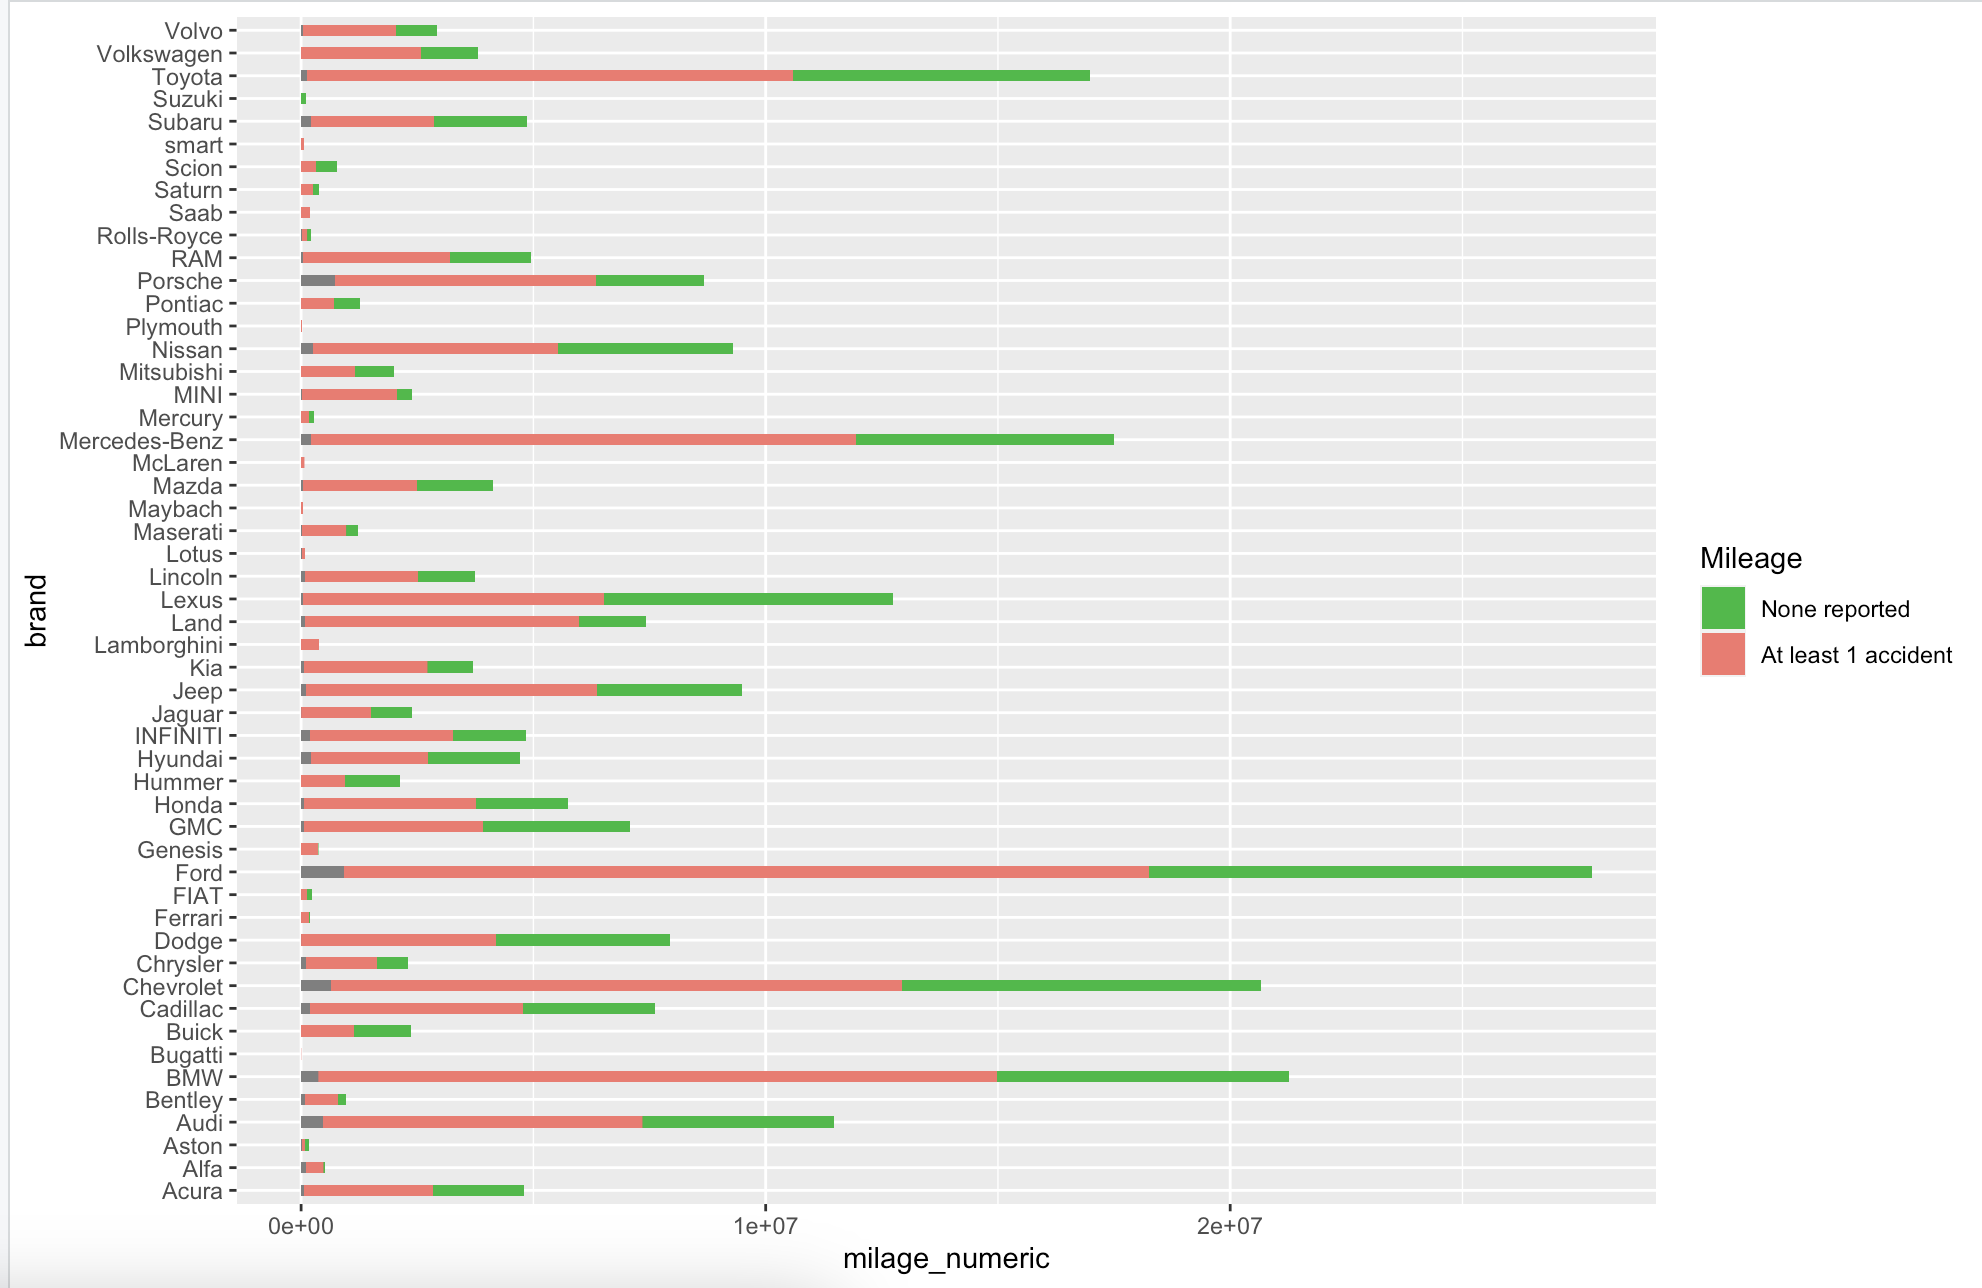 Volvo
Volkswagen
Toyota
Suzuki
Subaru
smart
Scion
Saturn
Saab
Rolls-Royce
RAM
Porsche
Pontiac
Plymouth
Nissan
Mitsubishi
MINI
Mercury
Mercedes-Benz
McLaren
Mazda
Maybach
Maserati
Lotus
Lincoln
Lexus
Land
Lamborghini
Kia
Jeep
Jaguar
INFINITI
Hyundai
Hummer
Honda
GMC
Genesis
Ford
FIAT
Ferrari
Dodge
Chrysler
Chevrolet
Cadillac
Buick
Bugatti
BMW
Bentley
Audi
Aston
Alfa
Acura
brand
0e+00
1e+07
2e+07
milage_numeric
Mileage
None reported
At least 1 accident